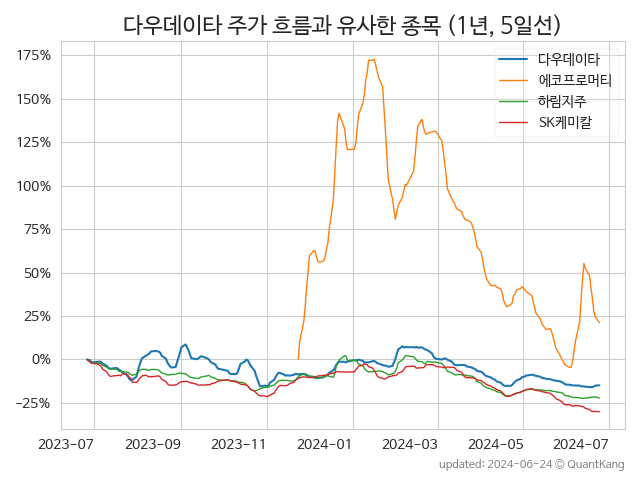 다우데이타 주가 흐름과 유사한 종목 (1년, 5일선)
175%
150%
125%
100%
75%
50%
25%
0%
−25%
다우데이타
에코프로머티
하림지주
SK케미칼
2023-07
2023-09
2023-11
2024-01
2024-03
2024-05
2024-07
updated: 2024-06-24 © QuantKang